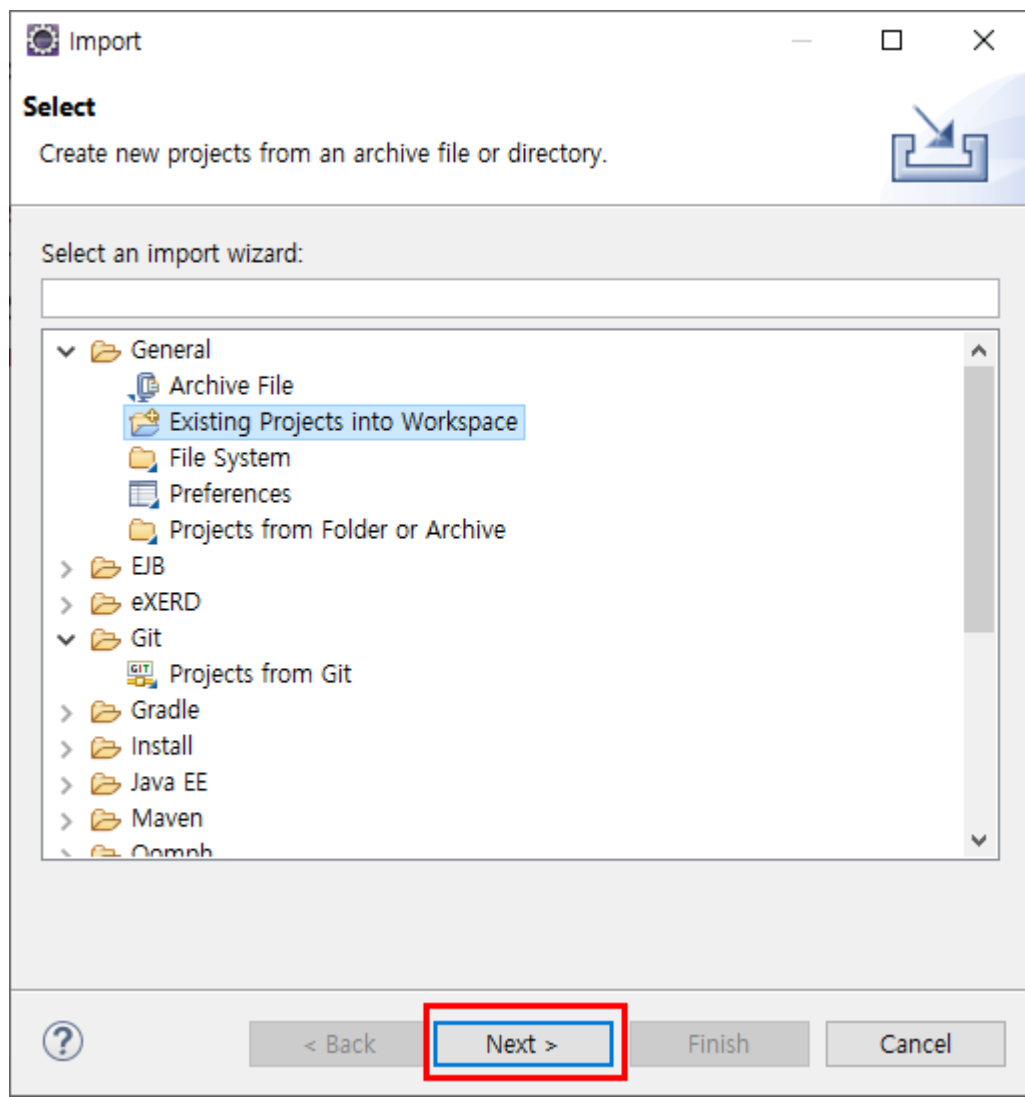 Import
Select
Create new projects from an archive file or directory.
Select an import wizard:
General
Archive File
Existing Projects into Workspace
File System
Preferences
Projects from Folder or Archive
EJB
eXERD
Git
GIT
Projects from Git
Gradle
Install
Java EE
Maven
Oomph
?
< Back
Next >
Finish
Cancel